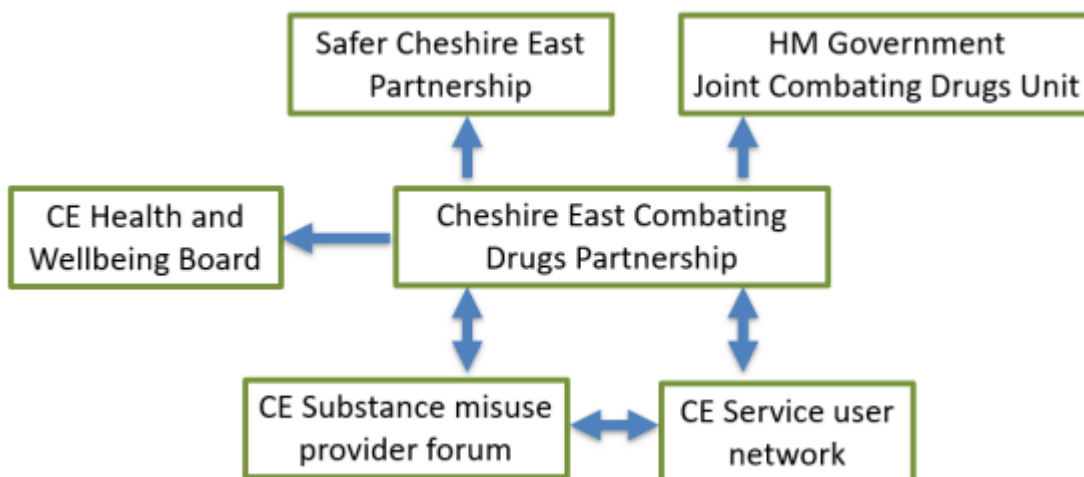 Safer Cheshire East
Partnership
HM Government
Joint Combating Drugs Unit
CE Health and
Wellbeing Board
Cheshire East Combating
Drugs Partnership
CE Substance misuse
provider forum
CE Service user
network